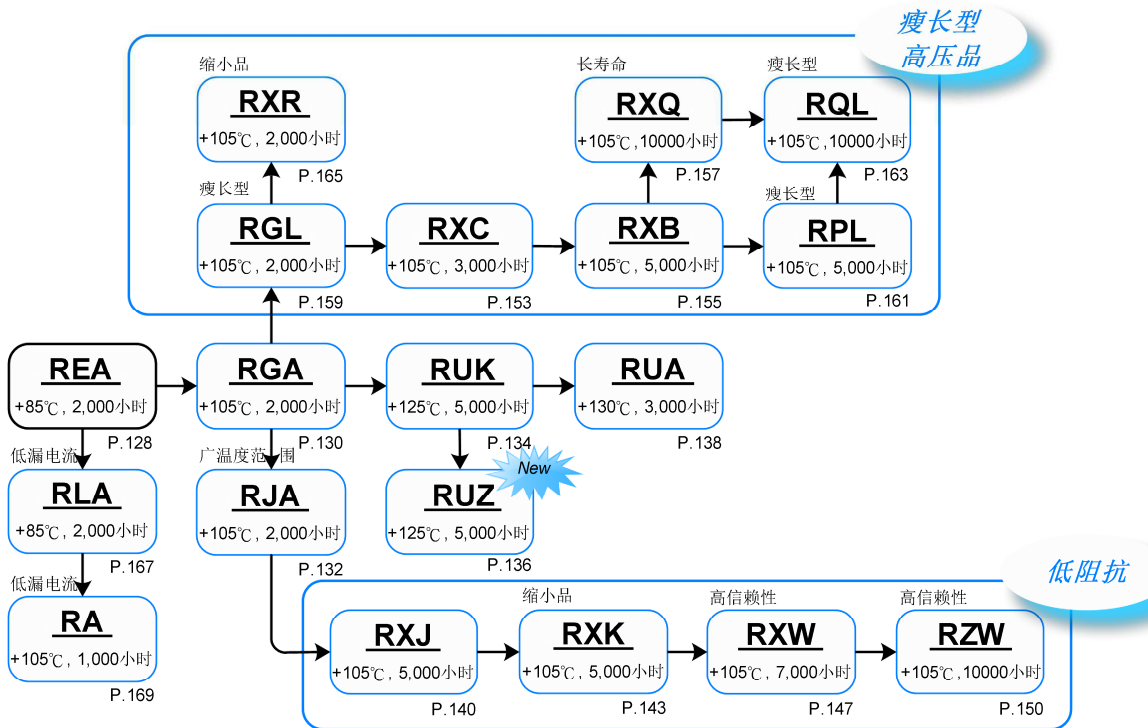 瘦长型
高压品
缩小品
RXR
+105℃, 2,000小时
P.165
长寿命
RXQ
+105℃,10000小时
P.157
瘦长型
RQL
+105℃,10000小时
P.163
瘦长型
RGL
+105℃, 2,000小时
P.159
RXC
+105℃, 3,000小时
P.153
RXB
+105℃, 5,000小时
P.155
瘦长型
RPL
+105℃, 5,000小时
P.161
REA
+85℃, 2,000小时
P.128
RGA
+105℃, 2,000小时
P.130
RUK
+125℃, 5,000小时
P.134
RUA
+130℃, 3,000小时
P.138
低漏电流
RLA
+85℃, 2,000小时
P.167
广温度范围
RJA
+105℃, 2,000小时
P.132
New
RUZ
+125℃, 5,000小时
P.136
低漏电流
RA
+105℃, 1,000小时
P.169
低阻抗
RXJ
+105℃, 5,000小时
P.140
缩小品
RXK
+105℃, 5,000小时
P.143
高信赖性
RXW
+105℃, 7,000小时
P.147
高信赖性
RZW
+105℃,10000小时
P.150